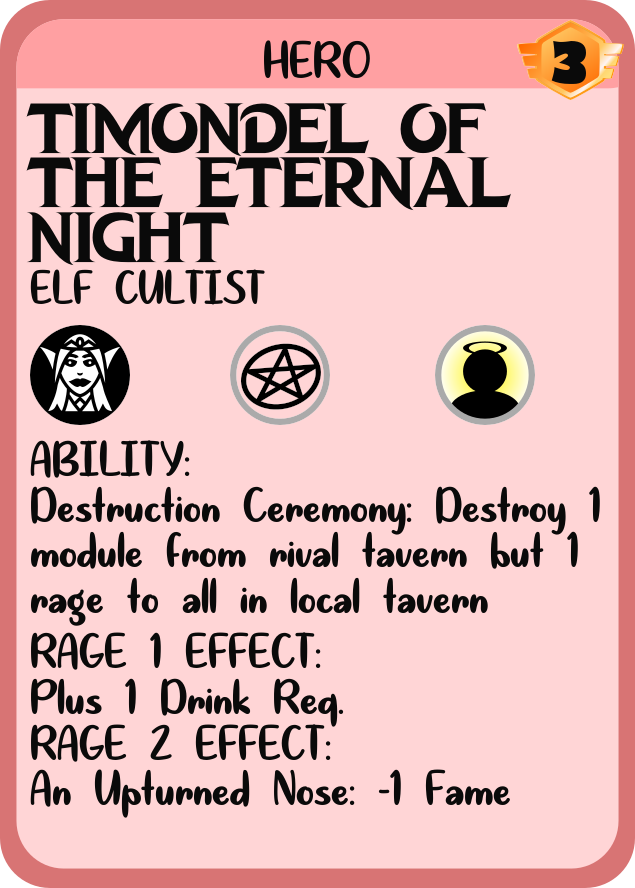 HERO
3
TIMONDEL OF
THE ETERNAL
NIGHT
ELF CULTIST
ABILITY:
Destruction Ceremony: Destroy 1
module from rival tavern but 1
rage to all in local tavern
RAGE 1 EFFECT:
Plus 1 Drink Req.
RAGE 2 EFFECT:
An Upturned Nose: -1 Fame